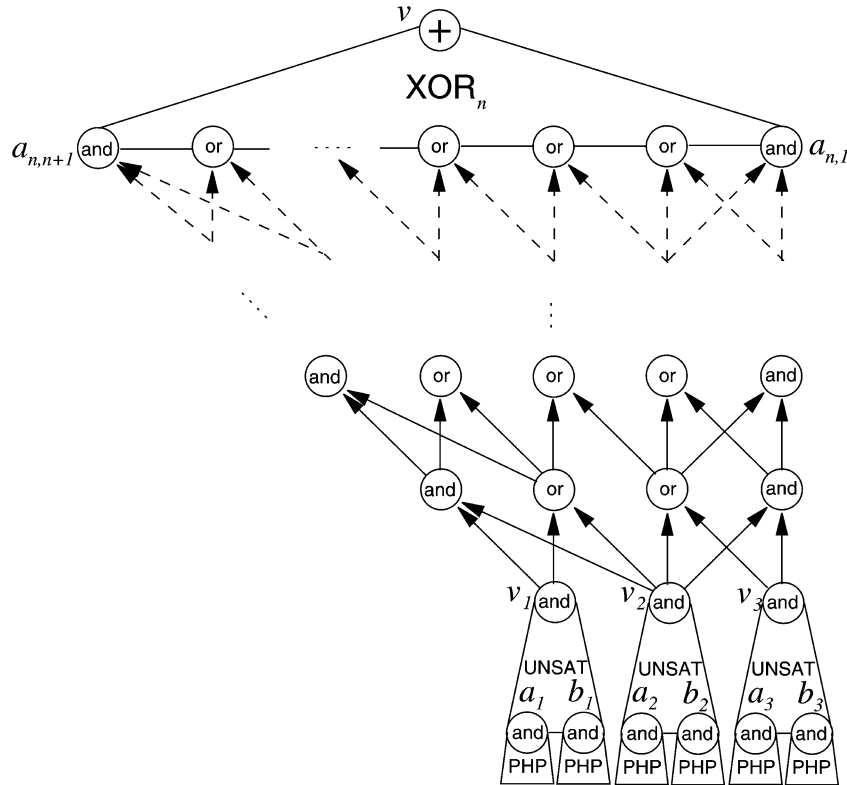 v +
XOR_n
a_{n,n+1} and or ..... or or or and a_{n,1}
and or or or and
and or or and
v_1 and v_2 and v_3 and
UNSAT UNSAT UNSAT
a_1 b_1 a_2 b_2 a_3 b_3
and and and and and and
PHP PHP PHP PHP PHP PHP